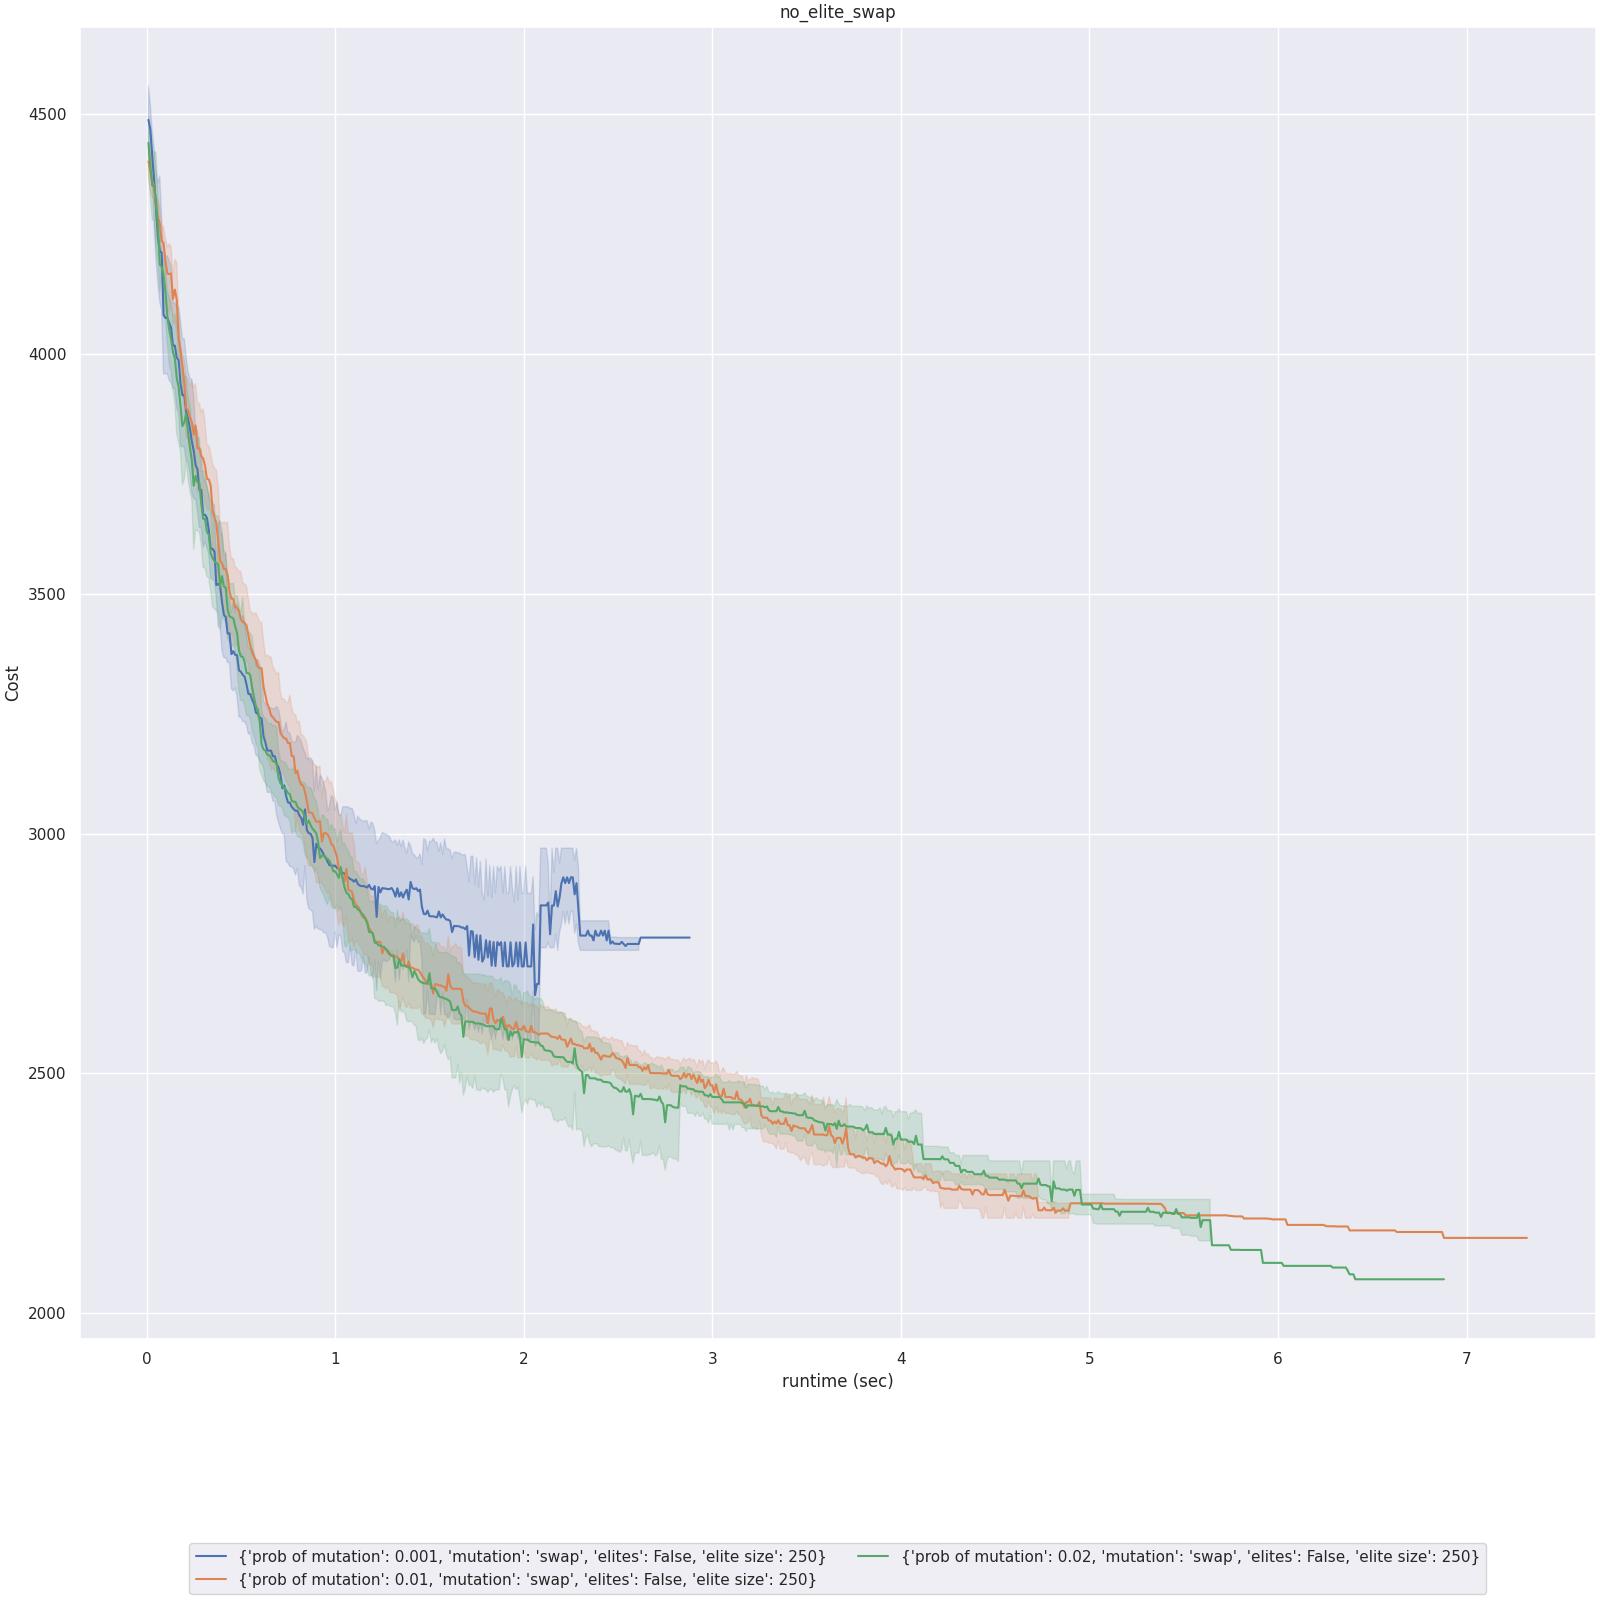 no_elite_swap
4500
4000
3500
3000
2500
2000
Cost
0 1 2 3 4 5 6 7
runtime (sec)
{'prob of mutation': 0.001, 'mutation': 'swap', 'elites': False, 'elite size': 250}
{'prob of mutation': 0.01, 'mutation': 'swap', 'elites': False, 'elite size': 250}
{'prob of mutation': 0.02, 'mutation': 'swap', 'elites': False, 'elite size': 250}